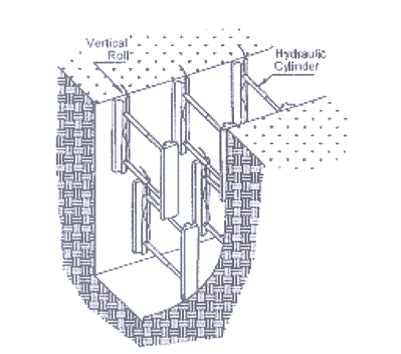 Vertical
Roll
Hydraulic
Cylinder